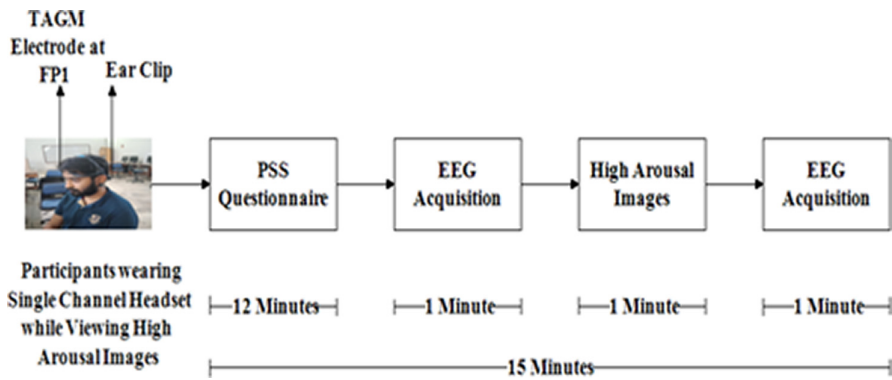 TAGM
Electrode at
FP1
Ear Clip
PSS
Questionnaire
EEG
Acquisition
High Arousal
Images
EEG
Acquisition
Participants wearing
Single Channel Headset
while Viewing High
Arousal Images
12 Minutes
1 Minute
1 Minute
1 Minute
15 Minutes